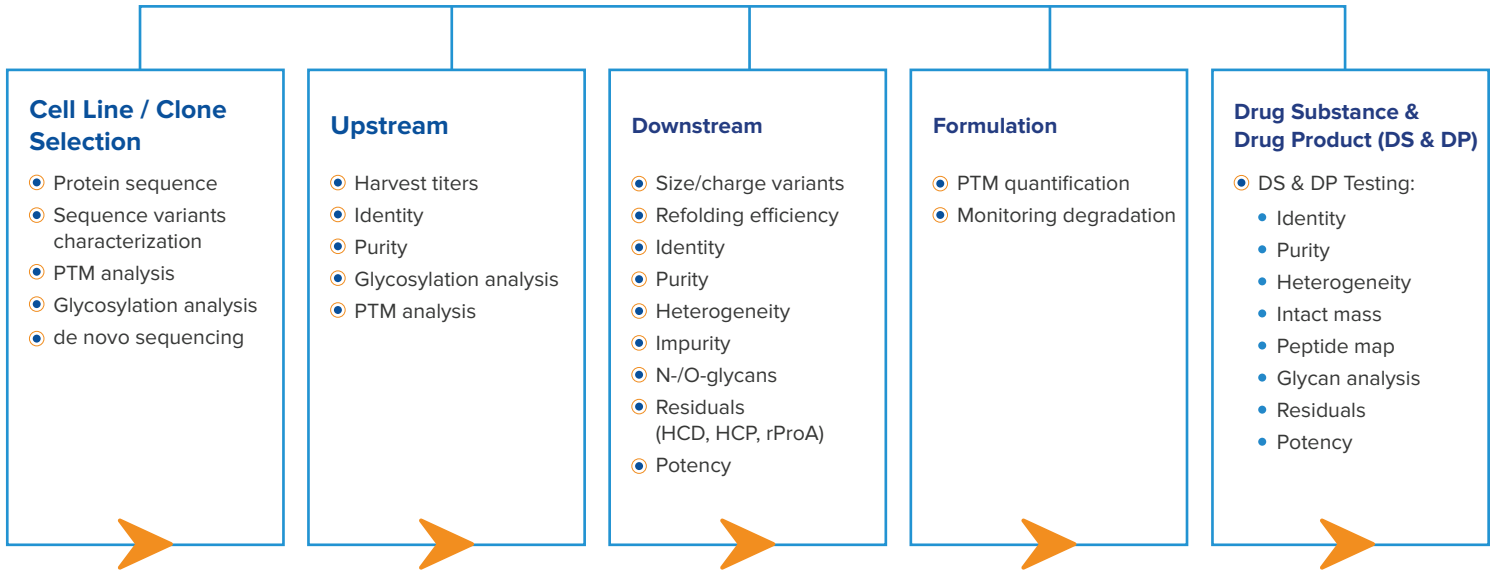 Cell Line / Clone
Selection
Protein sequence
Sequence variants
characterization
PTM analysis
Glycosylation analysis
de novo sequencing
Upstream
Harvest titers
Identity
Purity
Glycosylation analysis
PTM analysis
Downstream
Size/charge variants
Refolding efficiency
Identity
Purity
Heterogeneity
Impurity
N-/O-glycans
Residuals
(HCD, HCP, rProA)
Potency
Formulation
PTM quantification
Monitoring degradation
Drug Substance &
Drug Product (DS & DP)
DS & DP Testing:
Identity
Purity
Heterogeneity
Intact mass
Peptide map
Glycan analysis
Residuals
Potency